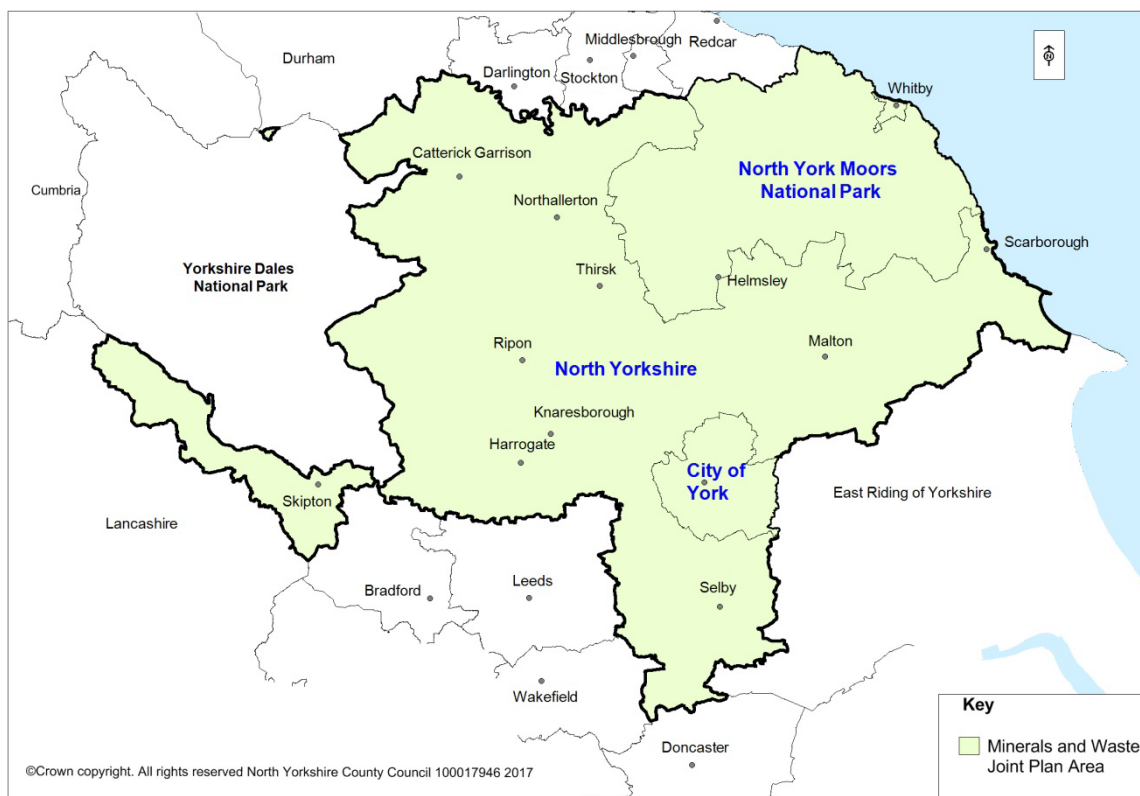 Durham
Middlesbrough
Redcar
Darlington
Stockton
N
Whitby
Catterick Garrison
North York Moors
National Park
Cumbria
Northallerton
Scarborough
Yorkshire Dales
National Park
Thirsk
Helmsley
Ripon
North Yorkshire
Malton
Knaresborough
Harrogate
City of
York
Skipton
East Riding of Yorkshire
Lancashire
Bradford
Leeds
Selby
Wakefield
Doncaster
Key
Minerals and Waste
Joint Plan Area
©Crown copyright. All rights reserved North Yorkshire County Council 100017946 2017